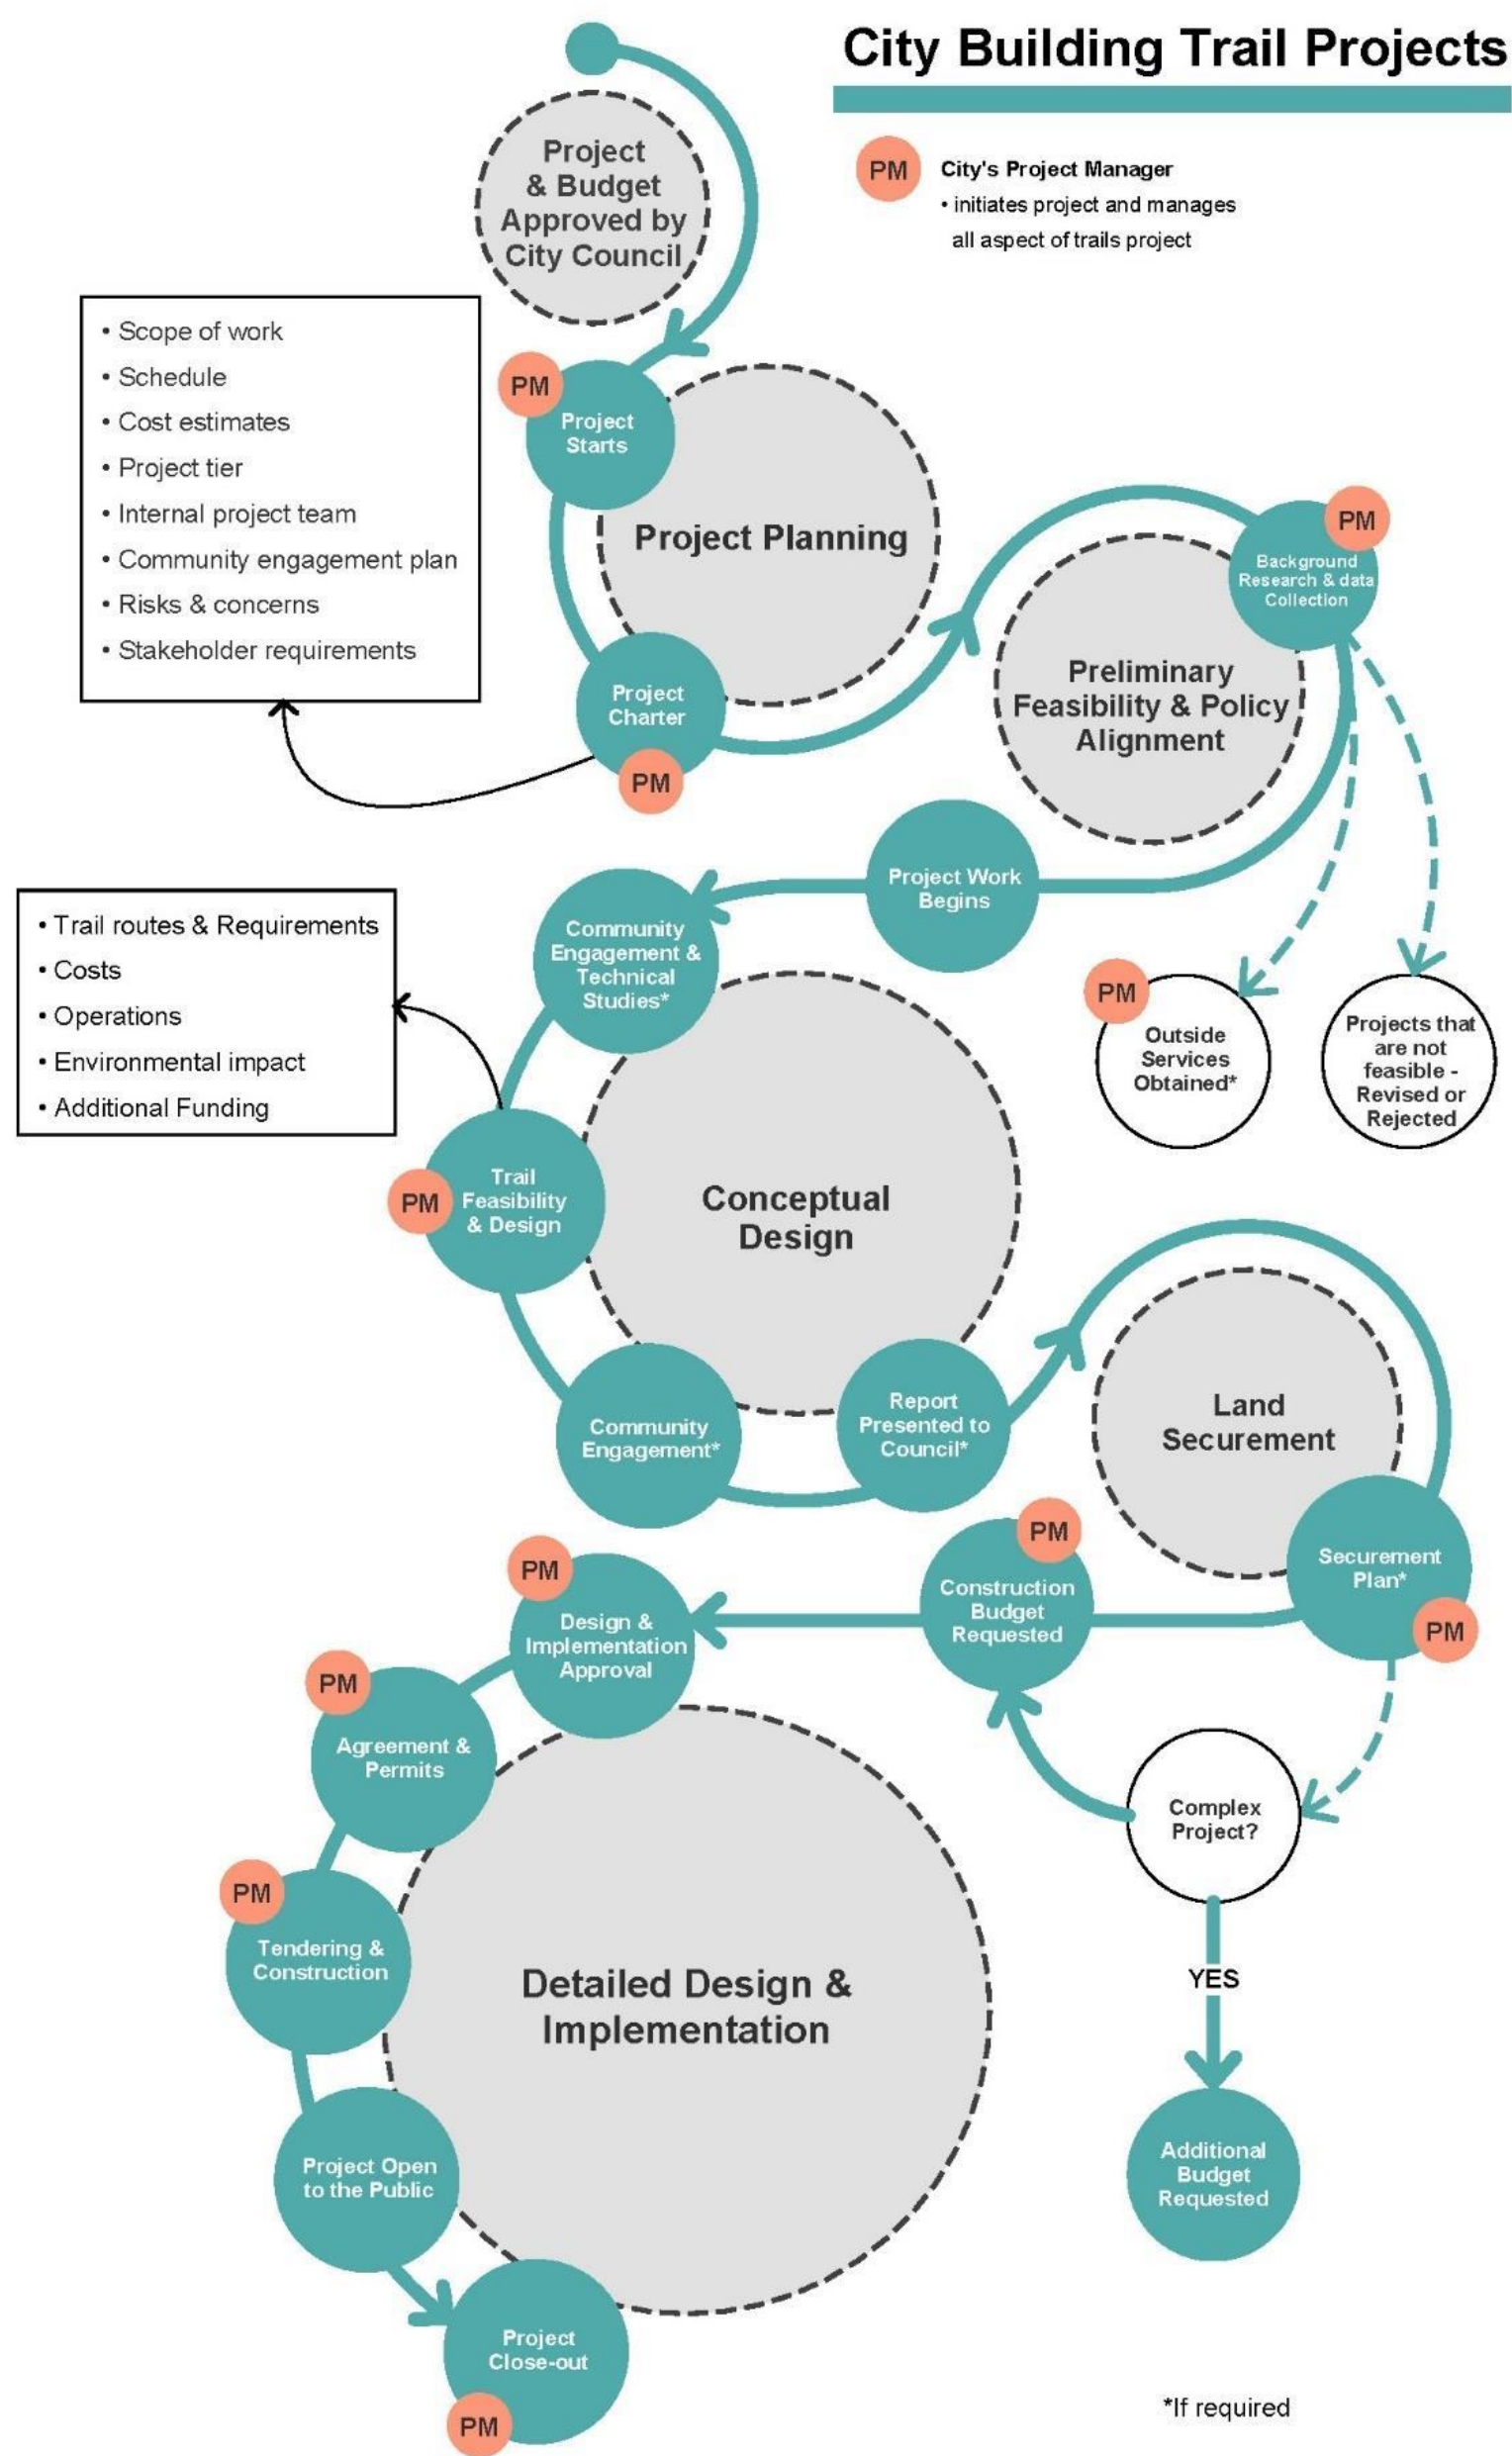 City Building Trail Projects
PM
City's Project Manager
• initiates project and manages
all aspect of trails project
Project
& Budget
Approved by
City Council
• Scope of work
• Schedule
• Cost estimates
• Project tier
• Internal project team
• Community engagement plan
• Risks & concerns
• Stakeholder requirements
PM
Project
Starts
Project Planning
Project
Charter
PM
PM
Background
Research & data
Collection
Preliminary
Feasibility & Policy
Alignment
Project Work
Begins
PM
Outside
Services
Obtained*
Projects that
are not
feasible -
Revised or
Rejected
Community
Engagement &
Technical
Studies*
• Trail routes & Requirements
• Costs
• Operations
• Environmental impact
• Additional Funding
PM
Trail
Feasibility
& Design
Conceptual
Design
Community
Engagement*
Report
Presented to
Council*
Land
Securement
Securement
Plan*
PM
PM
Construction
Budget
Requested
Complex
Project?
YES
Additional
Budget
Requested
PM
Design &
Implementation
Approval
PM
Agreement &
Permits
PM
Tendering &
Construction
Detailed Design &
Implementation
Project Open
to the Public
Project
Close-out
PM
*If required